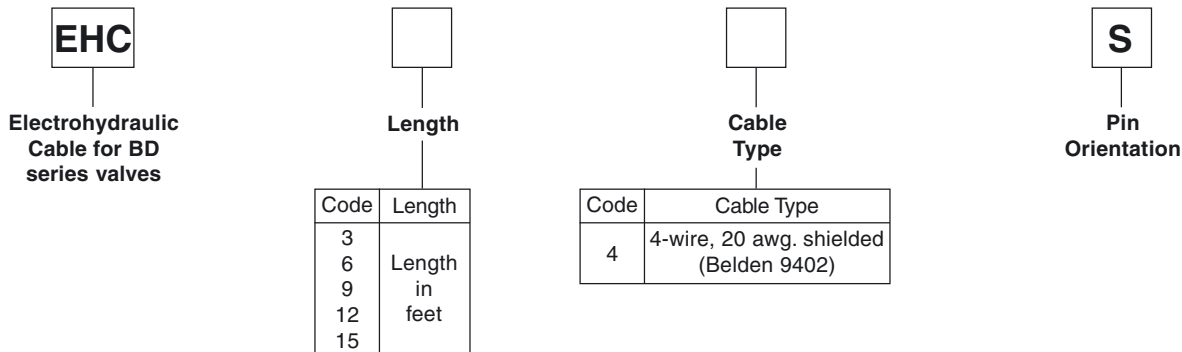 EHC
S
Electrohydraulic
Cable for BD
series valves
Length
Cable
Type
Pin
Orientation
Code Length
3
6
9
12
15
Length
in
feet
Code Cable Type
4
4-wire, 20 awg. shielded
(Belden 9402)